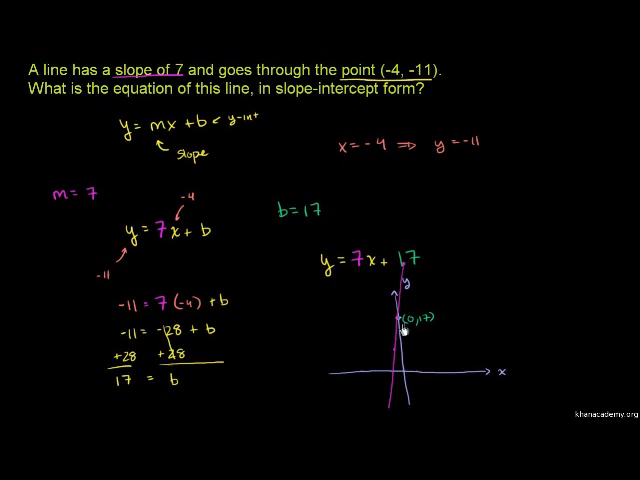 A line has a slope of 7 and goes through the point (-4, -11).
What is the equation of this line, in slope-intercept form?
y = mx + b ← y-int
slope
x = -4 ⇒ y = -11
m = 7
-4
b = 17
y = 7x + b
-11
y = 7x + 17
y
-11 = 7(-4) + b
(0,17)
-11 = -28 + b
+28 +28
17 = b
x
khanacademy.org